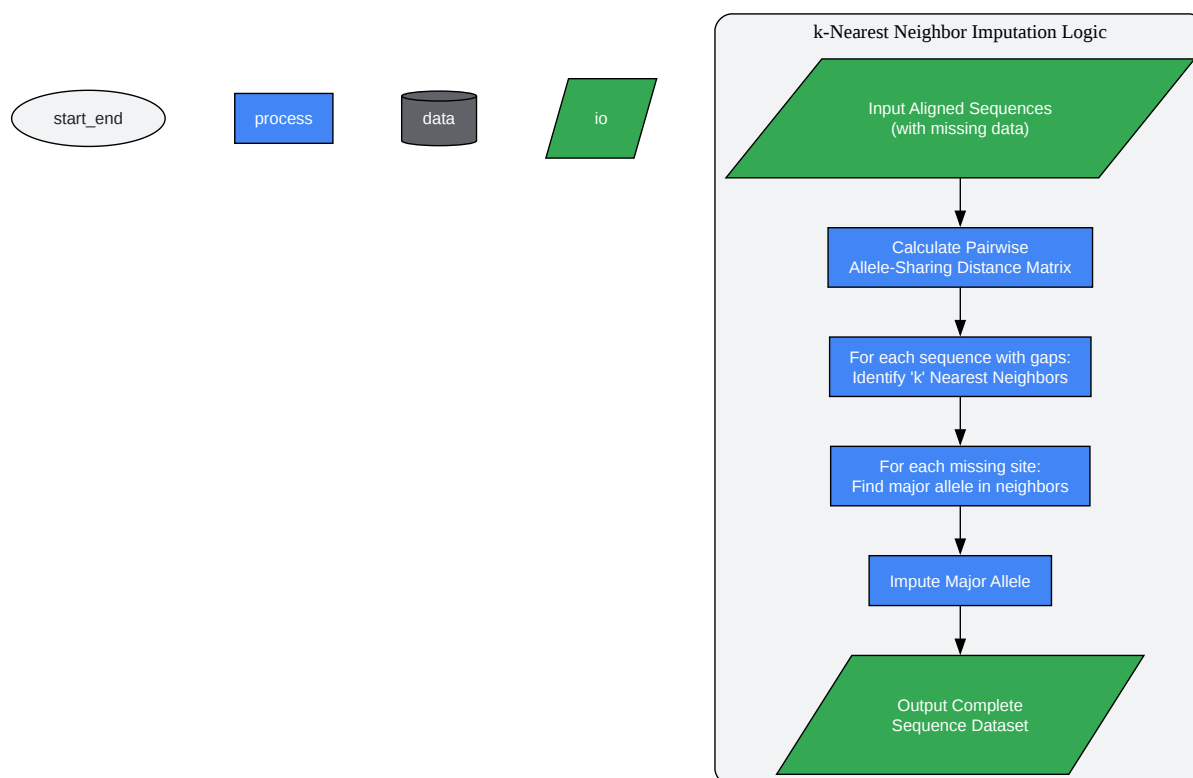 k-Nearest Neighbor Imputation Logic
start_end
process
data
io
Input Aligned Sequences
(with missing data)
Calculate Pairwise
Allele-Sharing Distance Matrix
For each sequence with gaps:
Identify 'k' Nearest Neighbors
For each missing site:
Find major allele in neighbors
Impute Major Allele
Output Complete
Sequence Dataset